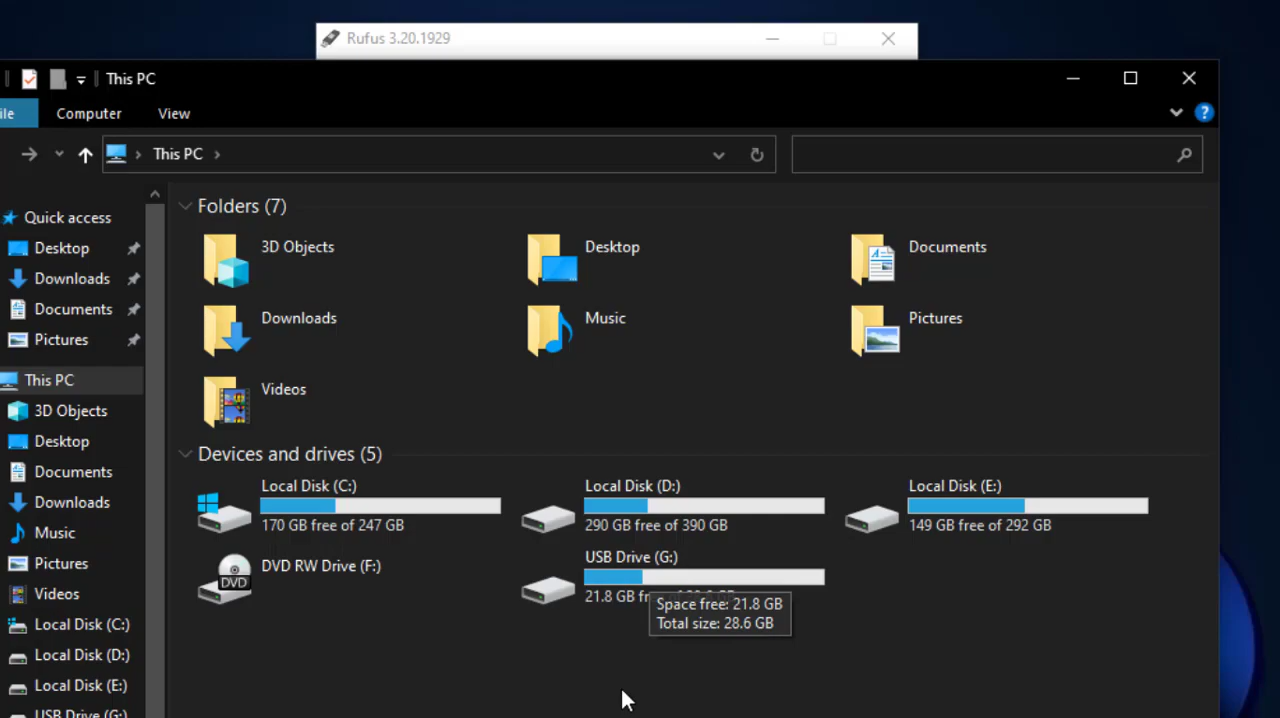 Rufus 3.20.1929
This PC
ile
Computer
View
This PC
Quick access
Desktop
Downloads
Documents
Pictures
This PC
3D Objects
Desktop
Documents
Downloads
Music
Pictures
Videos
Local Disk (C:)
Local Disk (D:)
Local Disk (E:)
USB Drive (G:)
Folders (7)
3D Objects
Desktop
Documents
Downloads
Music
Pictures
Videos
Devices and drives (5)
Local Disk (C:)
170 GB free of 247 GB
Local Disk (D:)
290 GB free of 390 GB
Local Disk (E:)
149 GB free of 292 GB
DVD RW Drive (F:)
DVD
USB Drive (G:)
21.8 GB
Space free: 21.8 GB
Total size: 28.6 GB